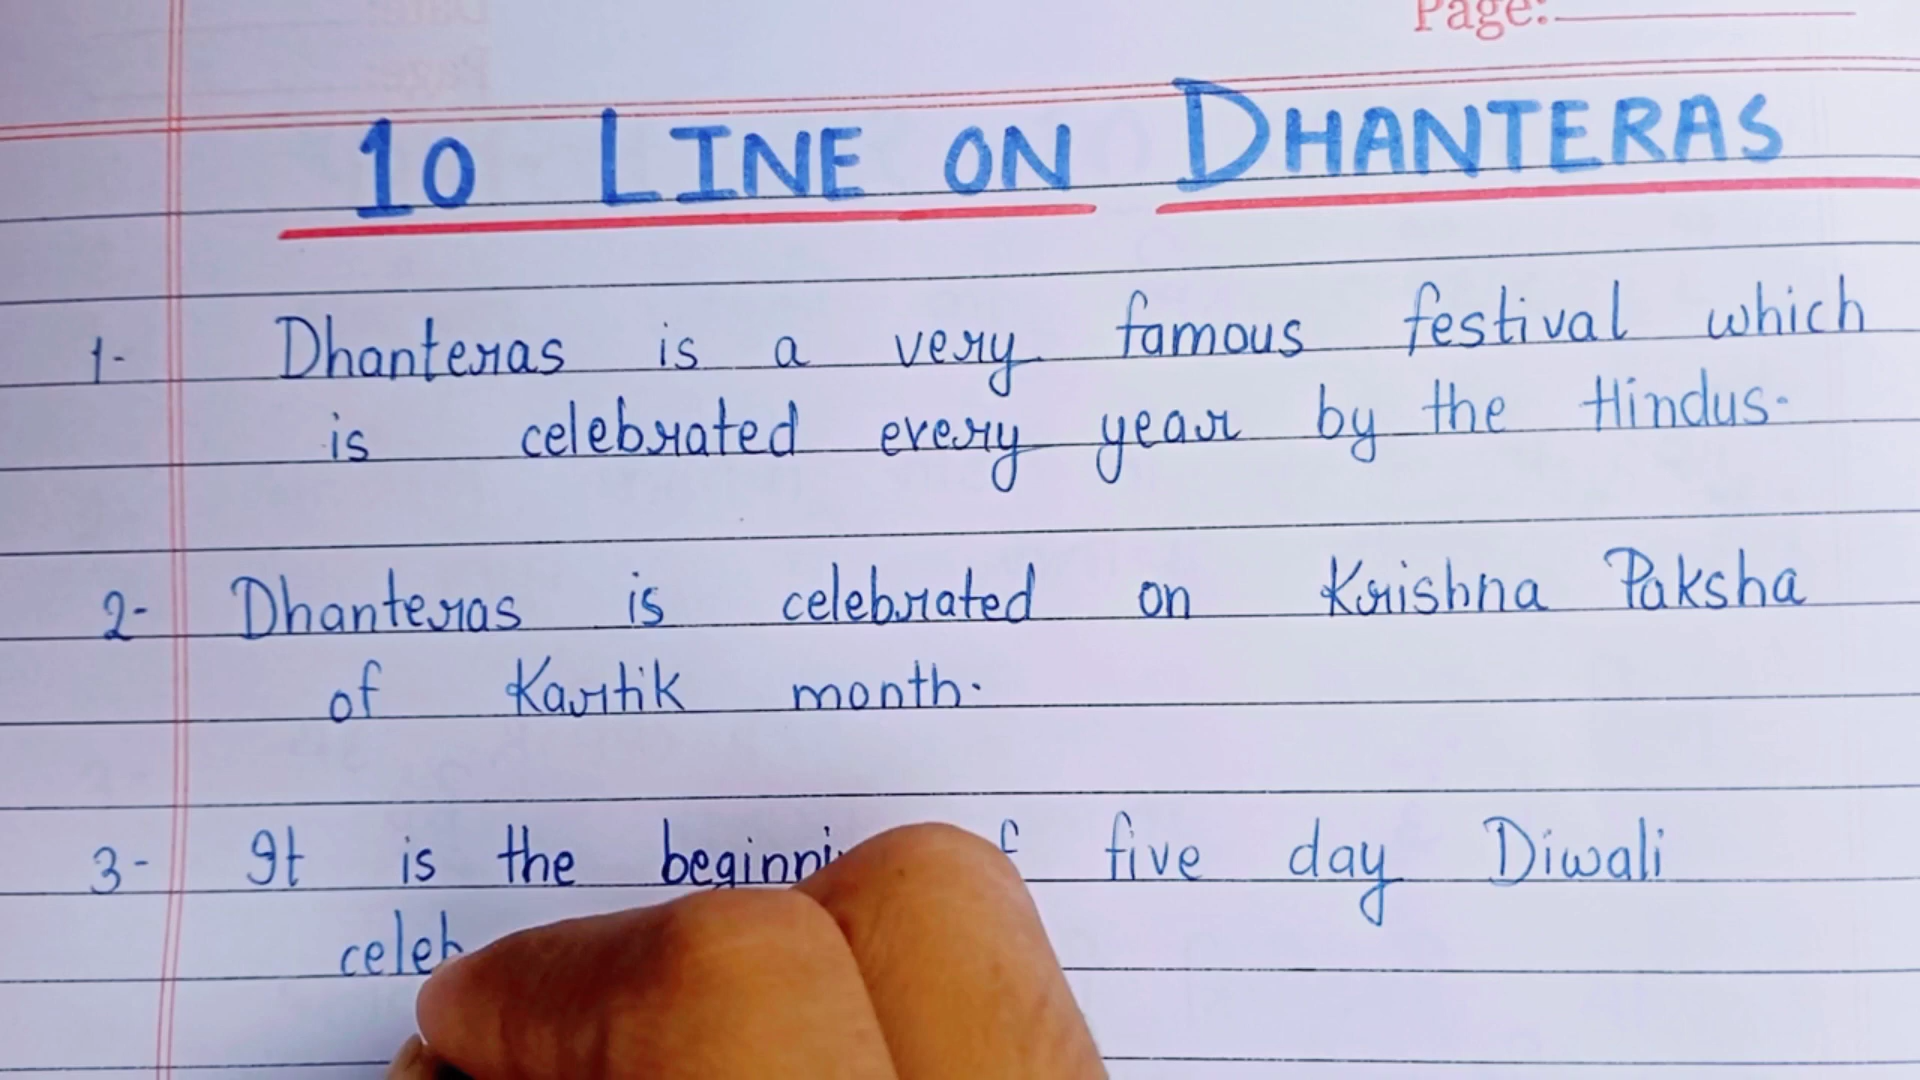 Page:
10 LINE ON DHANTERAS
1- Dhanteras is a very famous festival which
is celebrated every year by the Hindus.
2- Dhanteras is celebrated on Krishna Paksha
of Kartik month.
3- It is the five day Diwali